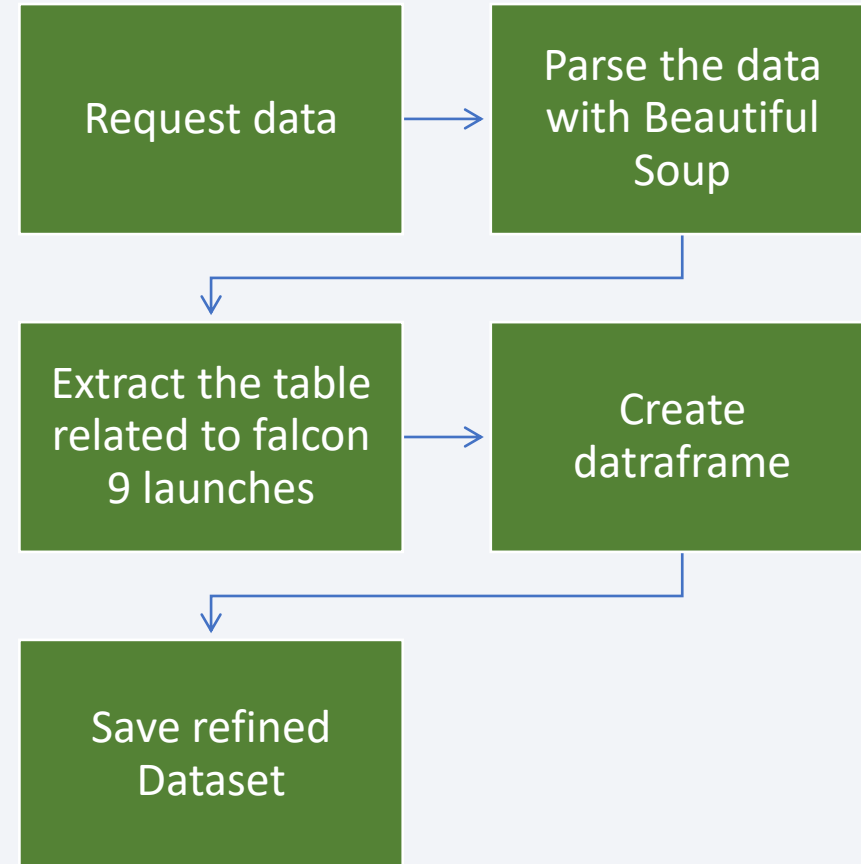 Request data
Parse the data
with Beautiful
Soup
Extract the table
related to falcon
9 launches
Create
datraframe
Save refined
Dataset